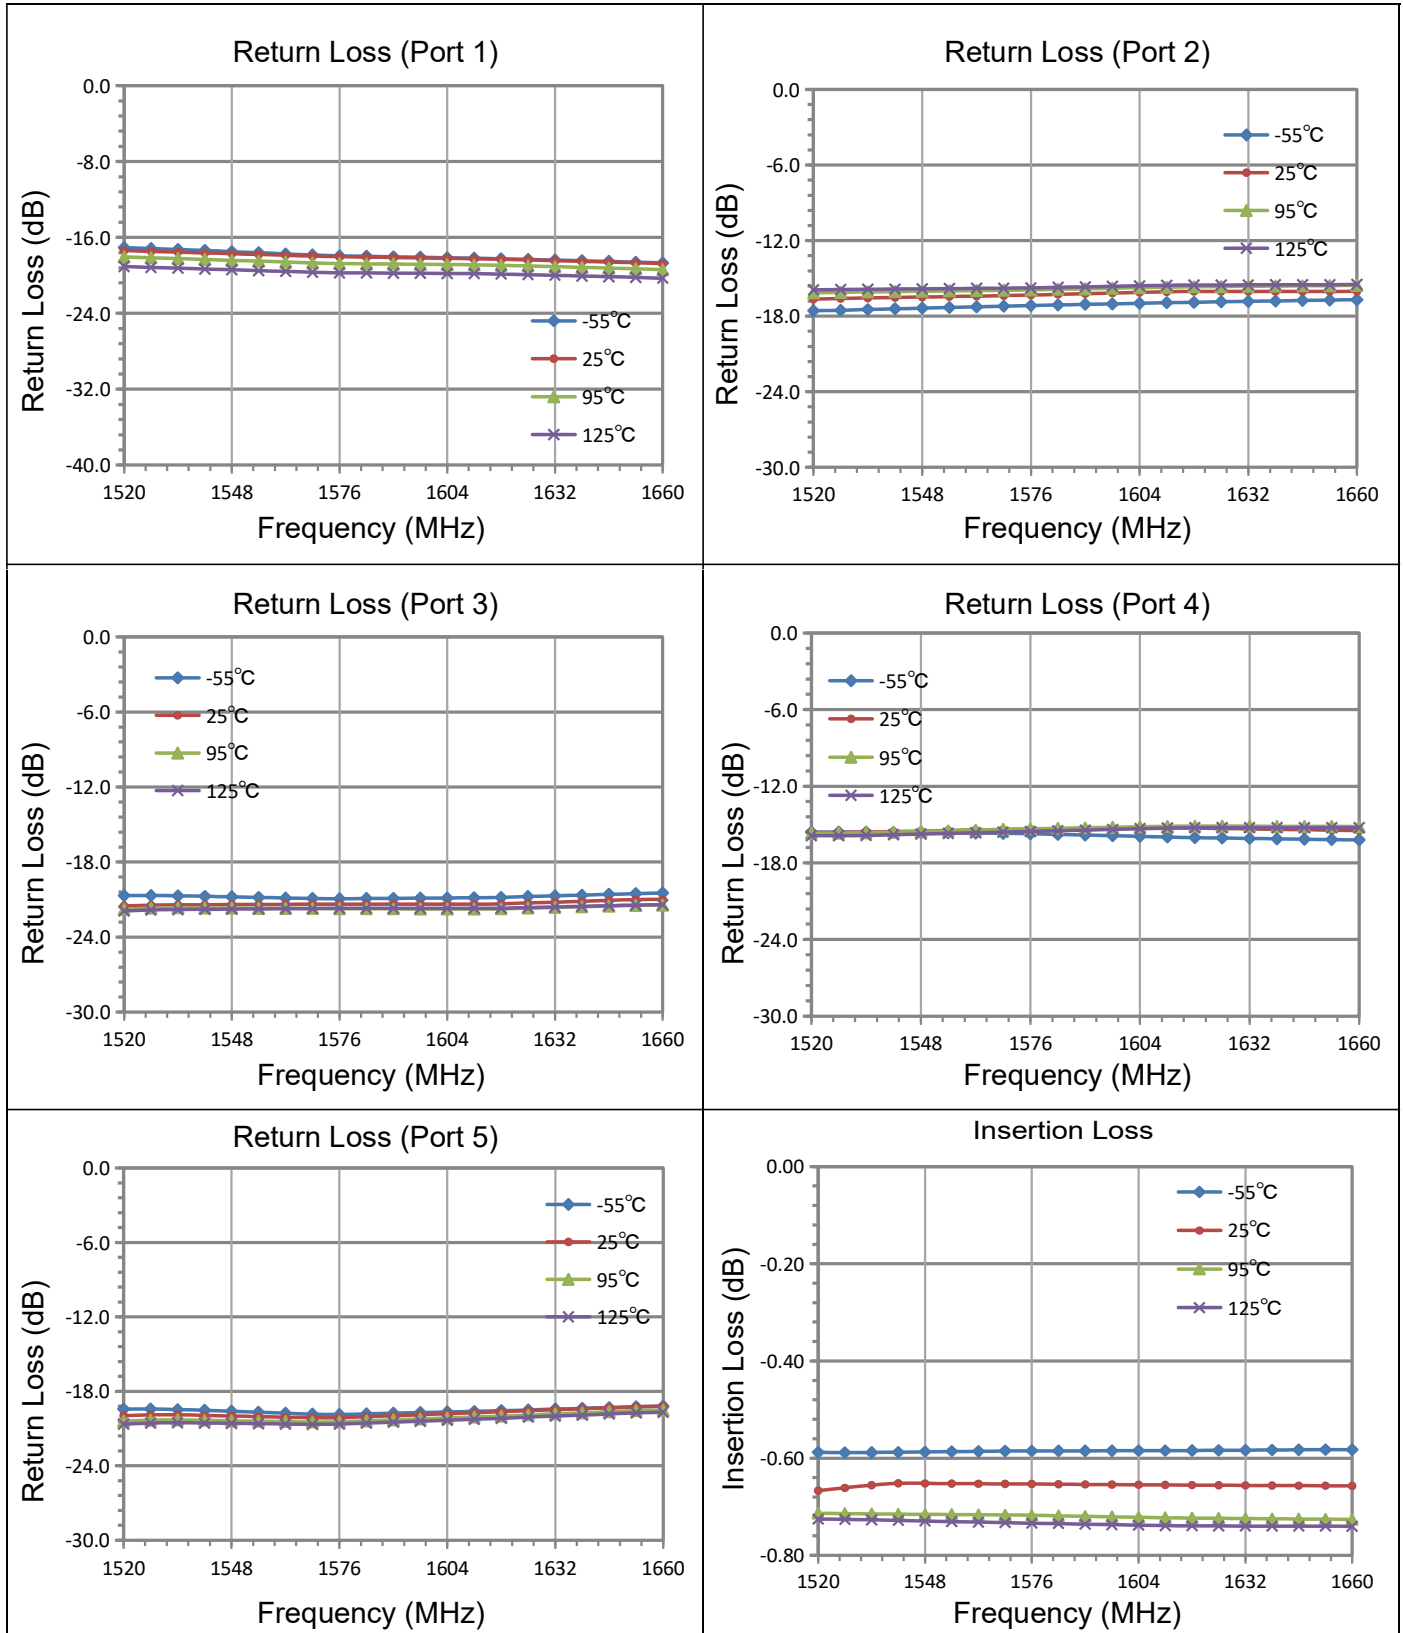 Return Loss (Port 1)
Return Loss (dB)
0.0
-8.0
-16.0
-24.0
-32.0
-40.0
-55℃
25℃
95℃
125℃
1520 1548 1576 1604 1632 1660
Frequency (MHz)
Return Loss (Port 2)
Return Loss (dB)
0.0
-6.0
-12.0
-18.0
-24.0
-30.0
-55℃
25℃
95℃
125℃
1520 1548 1576 1604 1632 1660
Frequency (MHz)
Return Loss (Port 3)
Return Loss (dB)
0.0
-6.0
-12.0
-18.0
-24.0
-30.0
-55℃
25℃
95℃
125℃
1520 1548 1576 1604 1632 1660
Frequency (MHz)
Return Loss (Port 4)
Return Loss (dB)
0.0
-6.0
-12.0
-18.0
-24.0
-30.0
-55℃
25℃
95℃
125℃
1520 1548 1576 1604 1632 1660
Frequency (MHz)
Return Loss (Port 5)
Return Loss (dB)
0.0
-6.0
-12.0
-18.0
-24.0
-30.0
-55℃
25℃
95℃
125℃
1520 1548 1576 1604 1632 1660
Frequency (MHz)
Insertion Loss
Insertion Loss (dB)
0.00
-0.20
-0.40
-0.60
-0.80
-55℃
25℃
95℃
125℃
1520 1548 1576 1604 1632 1660
Frequency (MHz)